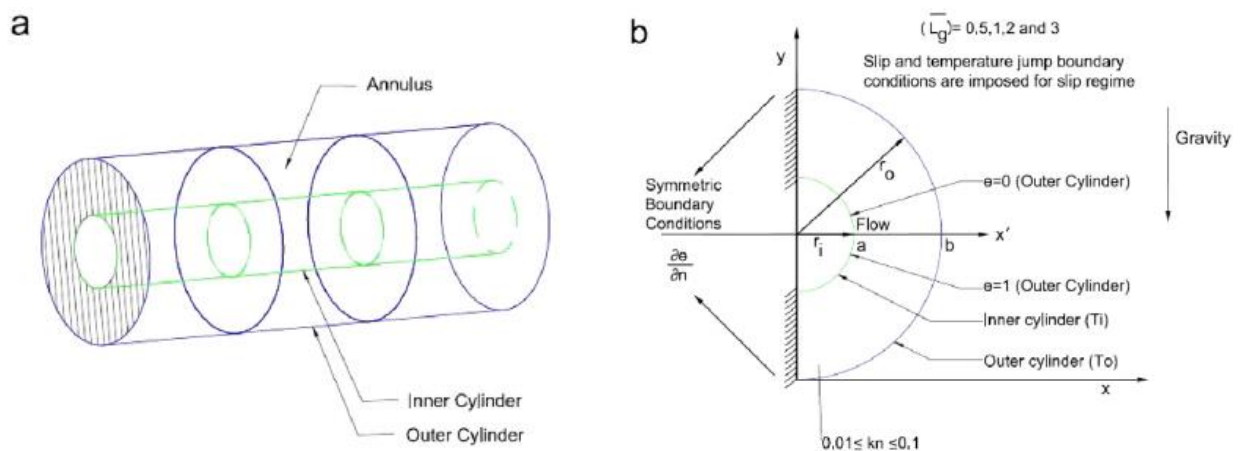 a
Annulus
Inner Cylinder
Outer Cylinder
b
(L̅g̅)= 0.5,1,2 and 3
y
Slip and temperature jump boundary
conditions are imposed for slip regime
Gravity
ro
Symmetric
Boundary
Conditions
ɵ=0 (Outer Cylinder)
Flow
x'
ri
a
b
∂ɵ
∂n
ɵ=1 (Outer Cylinder)
Inner cylinder (Ti)
Outer cylinder (To)
x
0.01≤ kn ≤0.1